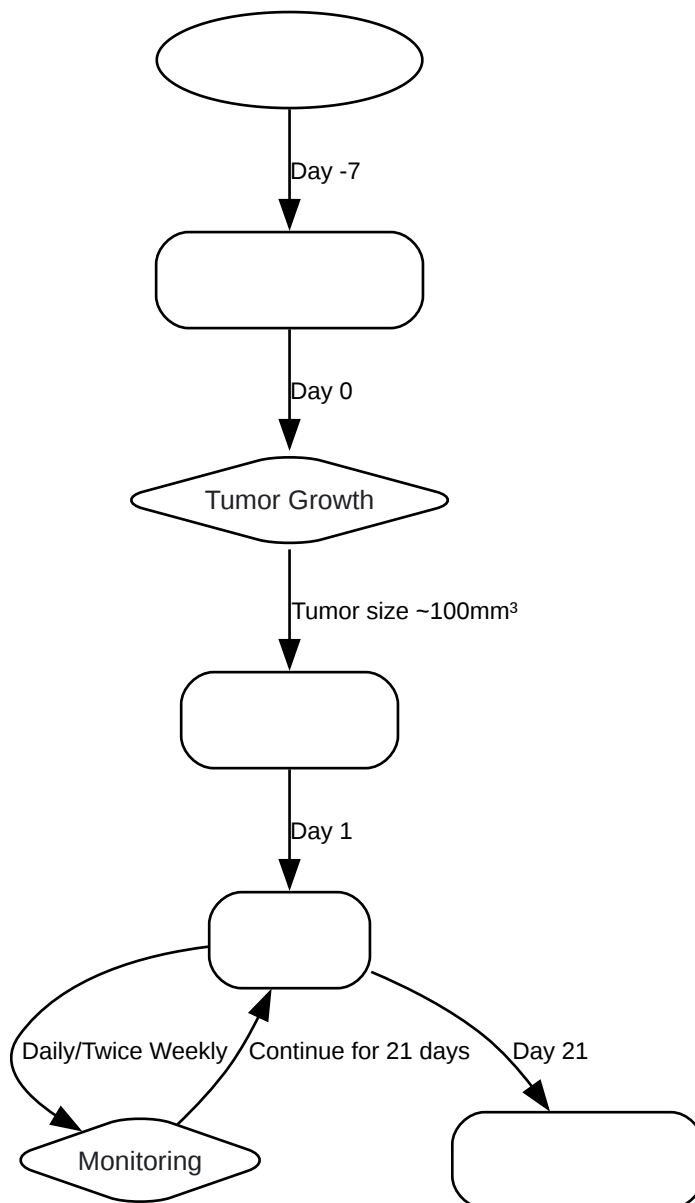 Day -7
Day 0
Tumor Growth
Tumor size ~100mm³
Day 1
Daily/Twice Weekly
Continue for 21 days
Day 21
Monitoring